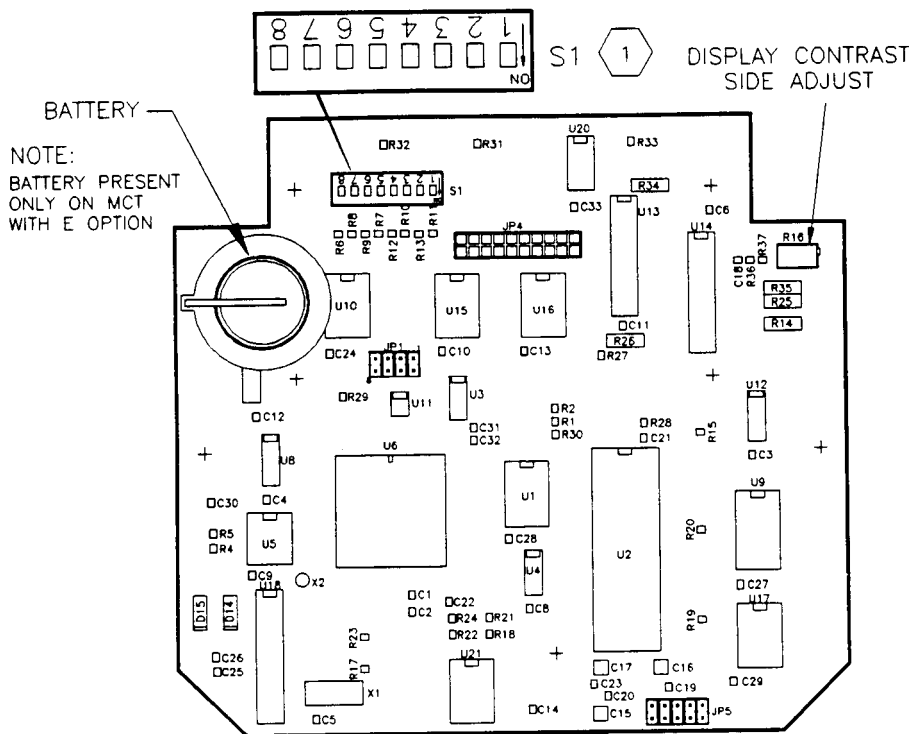 8 7 6 5 4 3 2 1
ON
S1
1
DISPLAY CONTRAST
SIDE ADJUST
BATTERY
NOTE:
BATTERY PRESENT
ONLY ON MCT
WITH E OPTION
R32
R31
U20
R33
8 7 6 5 4 3 2 1
S1
R34
C33
U13
C6
U14
R16
R6
R8
R9
R7
R12
R10
R13
R11
JP4
C18
R36
R37
R35
R25
R14
U10
U15
U16
C11
R26
R27
C24
JP1
C10
C13
R29
U11
U3
U12
C12
C31
C32
R2
R1
R30
R28
C21
R15
C3
U8
U6
C4
C30
U1
U9
R5
R4
U5
C28
U2
R20
C9
U18
X2
U4
C27
U17
D15
D14
C1
C2
C22
R24
R22
R21
R18
C8
R19
R23
R17
C26
C25
U21
C17
C16
C23
C19
C20
C29
X1
C5
C14
C15
JP5